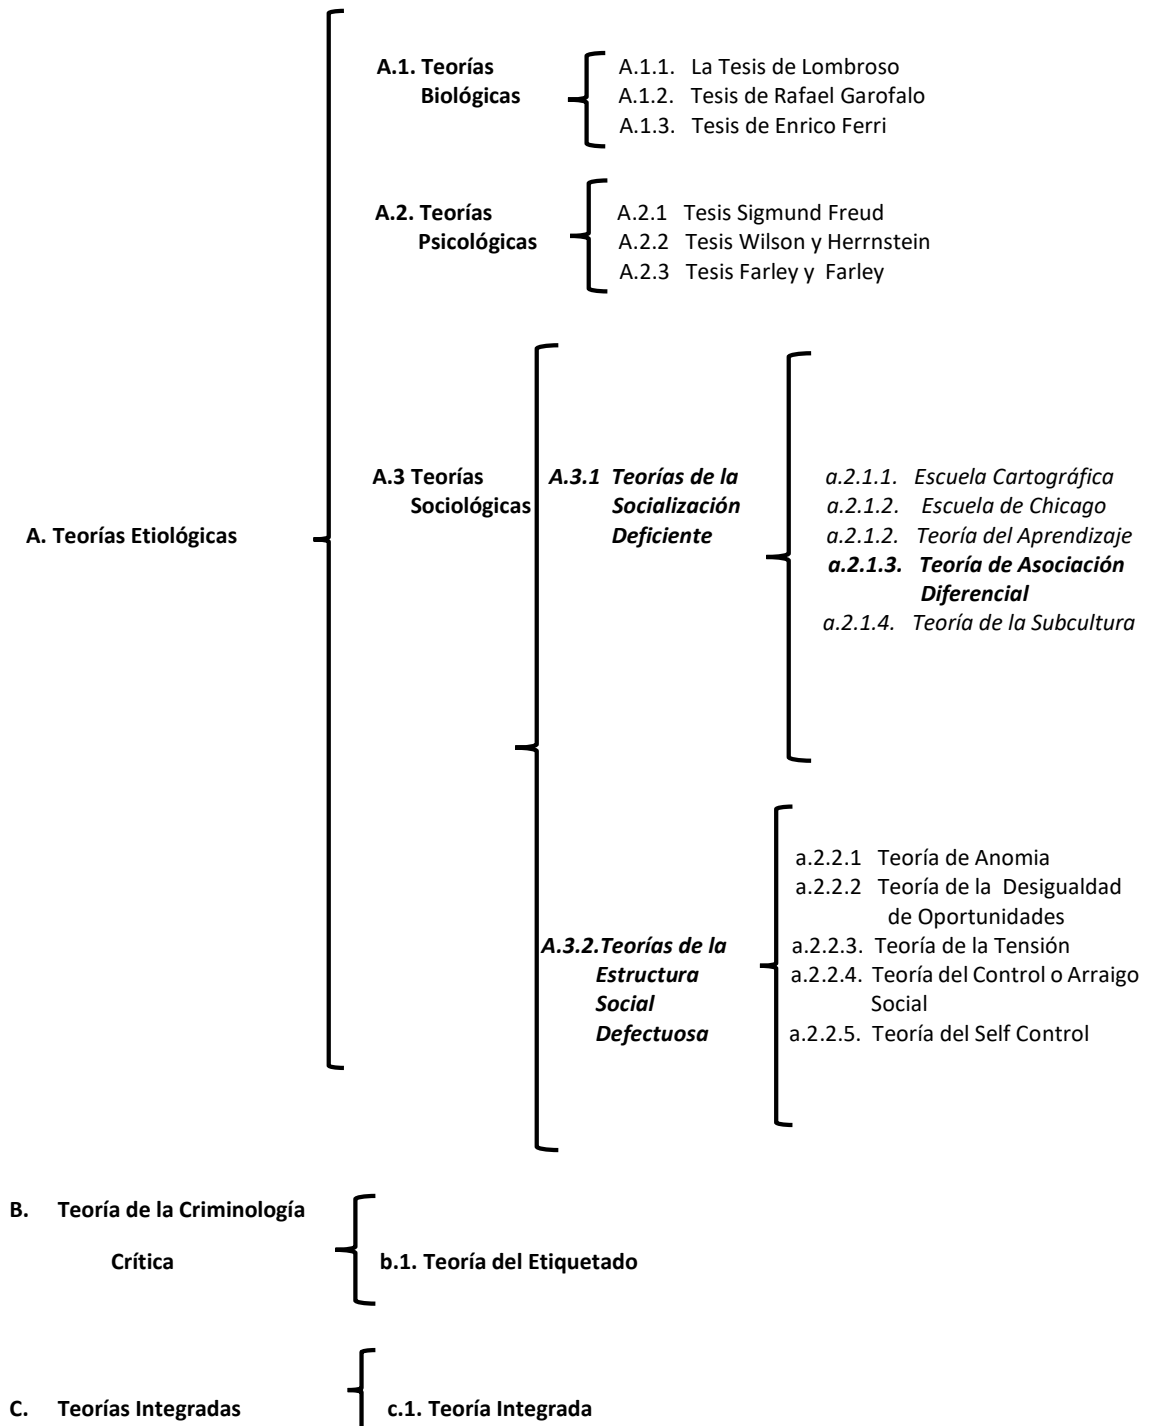 A.1. Teorías
Biológicas
A.1.1. La Tesis de Lombroso
A.1.2. Tesis de Rafael Garofalo
A.1.3. Tesis de Enrico Ferri
A.2. Teorías
Psicológicas
A.2.1 Tesis Sigmund Freud
A.2.2 Tesis Wilson y Herrnstein
A.2.3 Tesis Farley y Farley
A. Teorías Etiológicas
A.3 Teorías
Sociológicas
A.3.1 Teorías de la
Socialización
Deficiente
a.2.1.1. Escuela Cartográfica
a.2.1.2. Escuela de Chicago
a.2.1.2. Teoría del Aprendizaje
a.2.1.3. Teoría de Asociación
Diferencial
a.2.1.4. Teoría de la Subcultura
A.3.2.Teorías de la
Estructura
Social
Defectuosa
a.2.2.1 Teoría de Anomia
a.2.2.2 Teoría de la Desigualdad
de Oportunidades
a.2.2.3. Teoría de la Tensión
a.2.2.4. Teoría del Control o Arraigo
Social
a.2.2.5. Teoría del Self Control
B. Teoría de la Criminología
Crítica
b.1. Teoría del Etiquetado
C. Teorías Integradas
c.1. Teoría Integrada